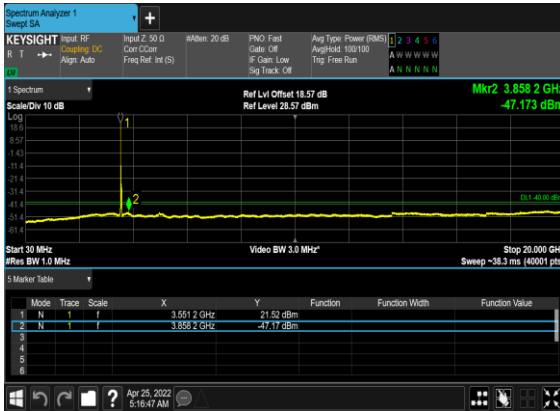 Spectrum Analyzer 1
Swept SA
+
KEYSIGHT Input: RF Input Z: 50 Ω #Atten: 20 dB PNO: Fast Avg Type: Power (RMS) 1 2 3 4 5 6
R T Coupling: DC Corr CCorr Gate: Off Avg|Hold: 100/100 A W W W W W
Align: Auto Freq Ref: Int (S) IF Gain: Low Trig: Free Run
Sig Track: Off A N N N N N
1 Spectrum Ref Lvl Offset 18.57 dB Mkr2 3.858 2 GHz
Scale/Div 10 dB Ref Level 28.57 dBm -47.173 dBm
Log
18.6
8.57
-1.43
-11.4
-21.4
-31.4
-41.4
-51.4
-61.4
1
2
DL1 -40.00 dBm
Start 30 MHz Video BW 3.0 MHz* Stop 20.000 GHz
#Res BW 1.0 MHz Sweep ~38.3 ms (40001 pts)
5 Marker Table
Mode Trace Scale X Y Function Function Width Function Value
1 N 1 f 3.551 2 GHz 21.52 dBm
2 N 1 f 3.858 2 GHz -47.17 dBm
3
4
5
6
? Apr 25, 2022
5:16:47 AM